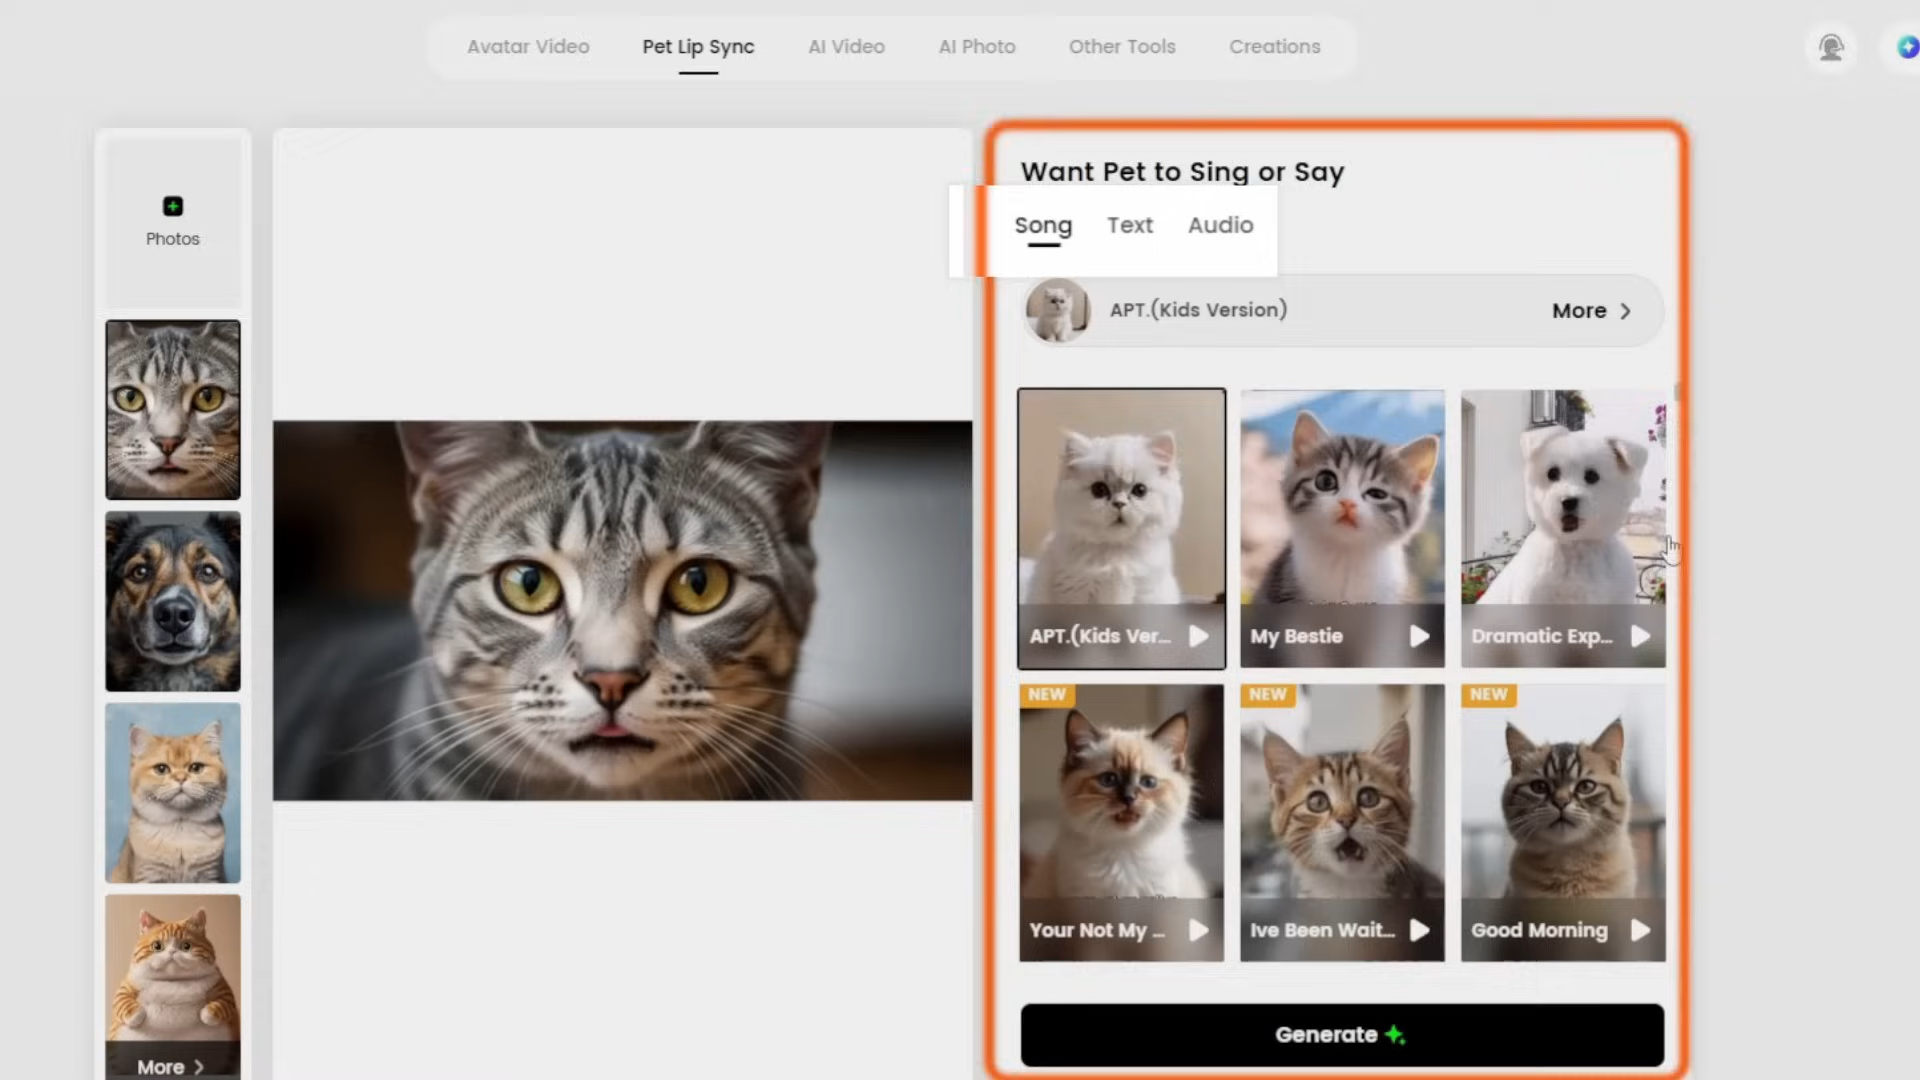 Avatar Video
Pet Lip Sync
AI Video
AI Photo
Other Tools
Creations
Photos
More
Want Pet to Sing or Say
Song
Text
Audio
APT.(Kids Version)
More
APT.(Kids Ver...
My Bestie
Dramatic Exp...
NEW
NEW
NEW
Your Not My ...
Ive Been Wait...
Good Morning
Generate